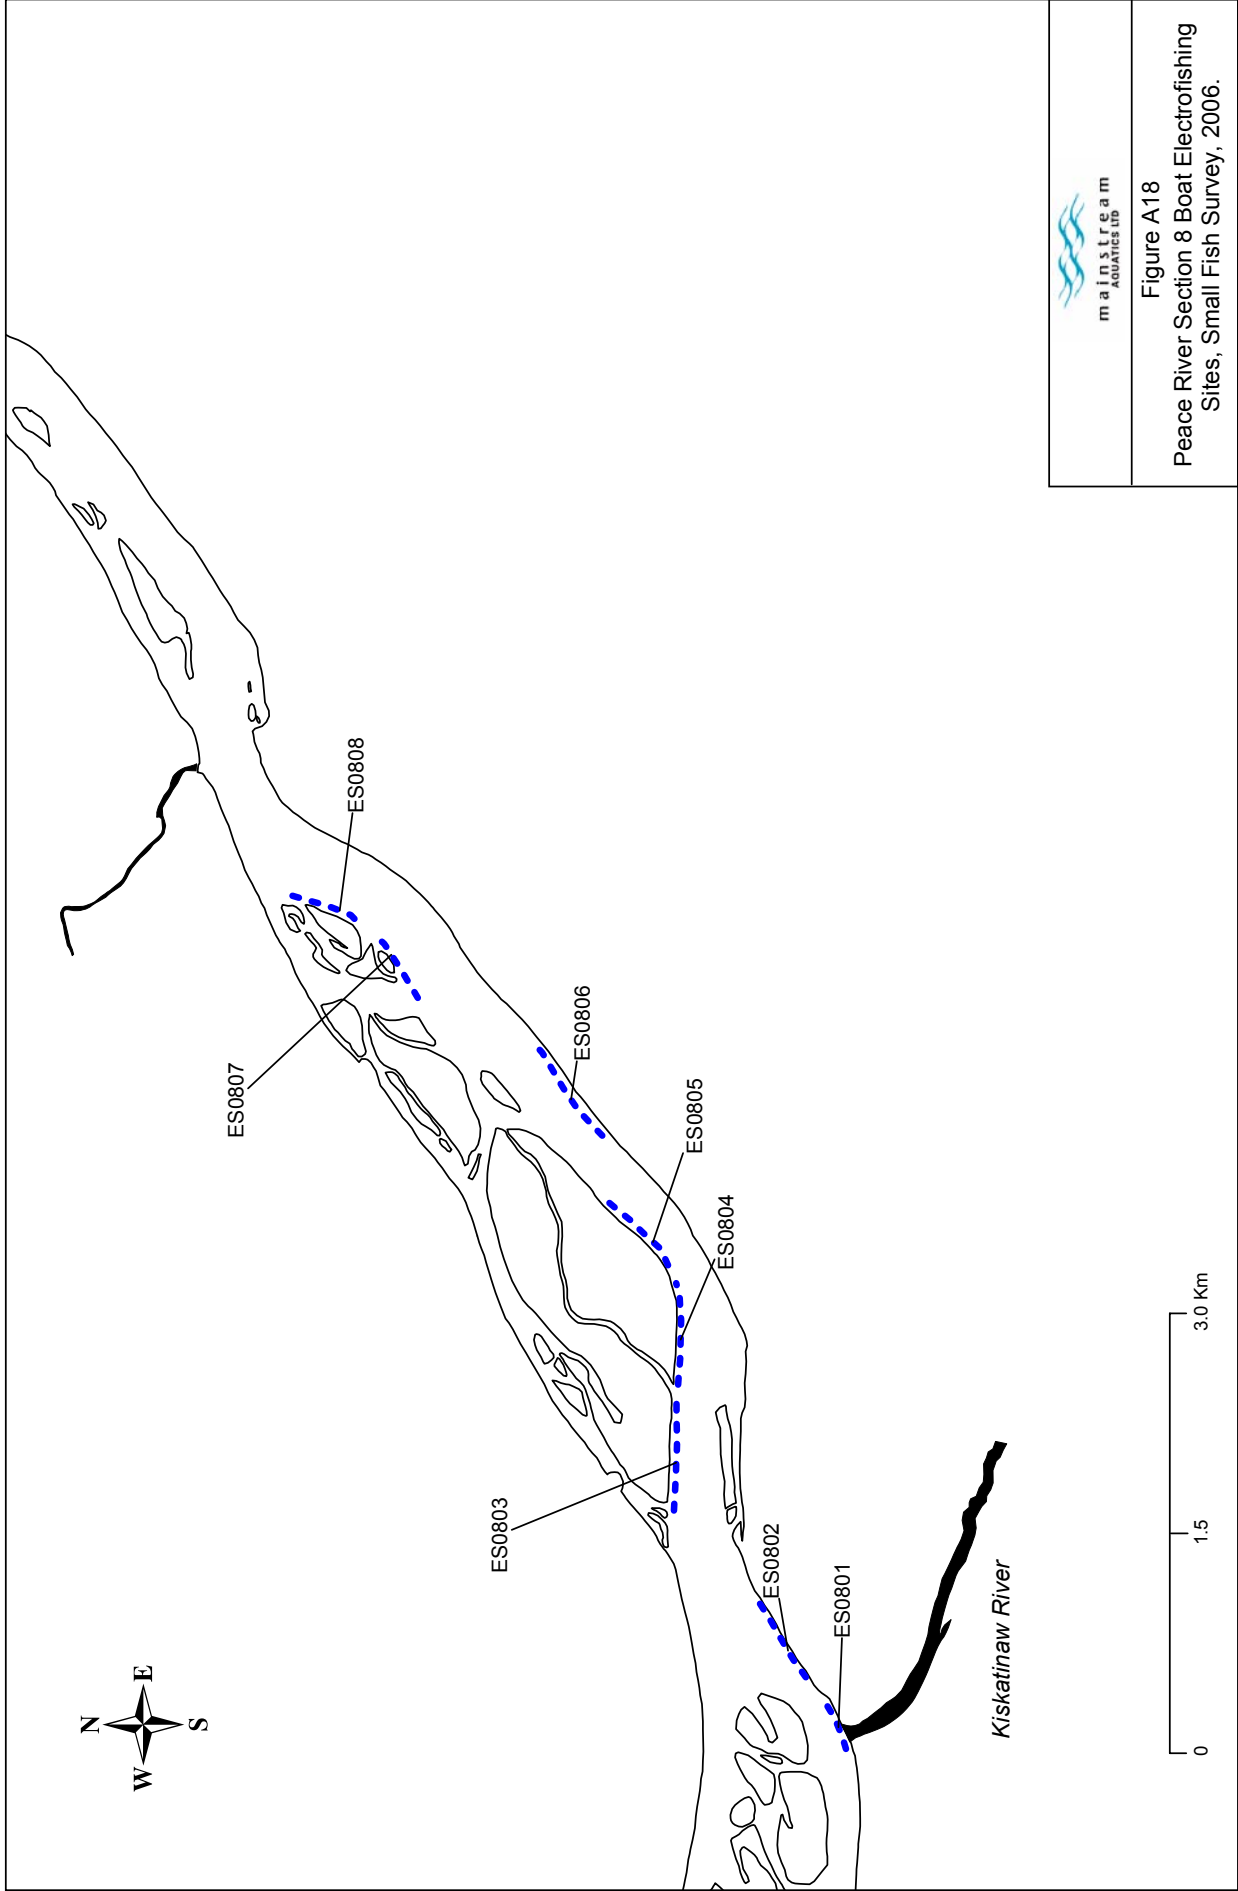 N
W
E
S
ES0801
ES0802
ES0803
ES0804
ES0805
ES0806
ES0807
ES0808
Kiskatinaw River
0
1.5
3.0 Km
mainstream
AQUATICS LTD
Figure A18
Peace River Section 8 Boat Electrofishing
Sites, Small Fish Survey, 2006.